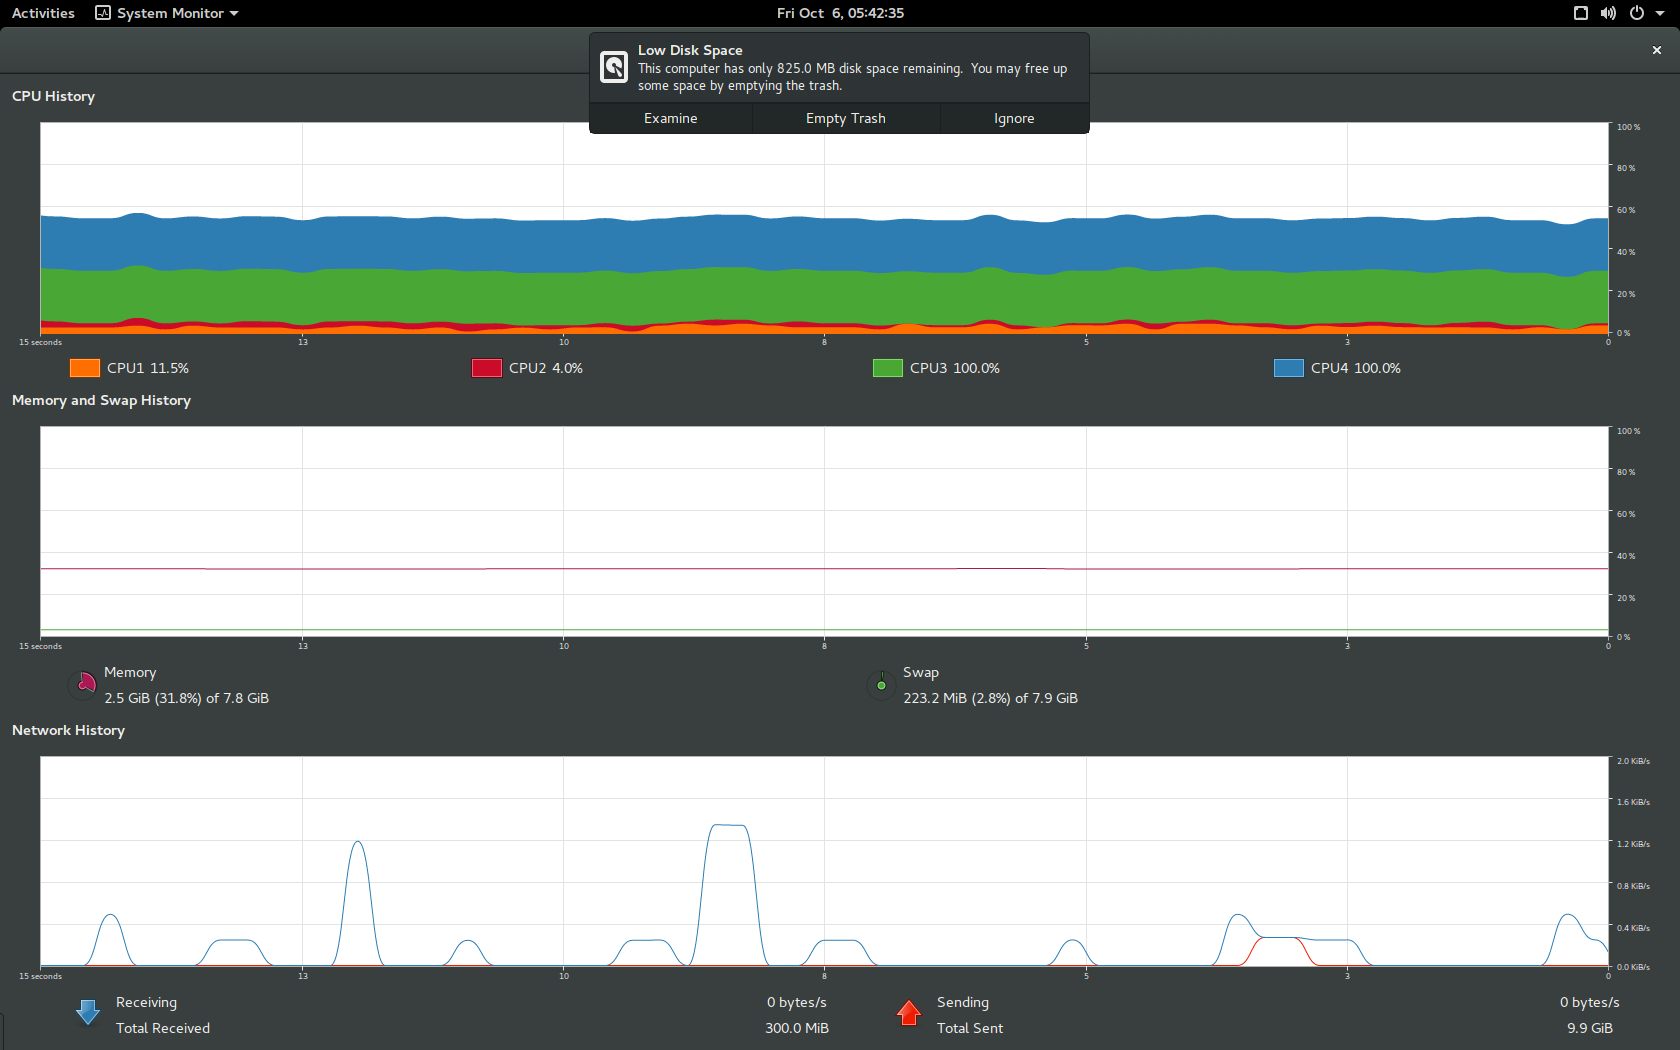 Activities System Monitor Fri Oct 6, 05:42:35
Low Disk Space
This computer has only 825.0 MB disk space remaining. You may free up
some space by emptying the trash.
Examine Empty Trash Ignore
CPU History
100 %
80 %
60 %
40 %
20 %
0 %
15 seconds 13 10 8 5 3 0
CPU1 11.5% CPU2 4.0% CPU3 100.0% CPU4 100.0%
Memory and Swap History
100 %
80 %
60 %
40 %
20 %
0 %
15 seconds 13 10 8 5 3 0
Memory Swap
2.5 GiB (31.8%) of 7.8 GiB 223.2 MiB (2.8%) of 7.9 GiB
Network History
2.0 KiB/s
1.6 KiB/s
1.2 KiB/s
0.8 KiB/s
0.4 KiB/s
0.0 KiB/s
15 seconds 13 10 8 5 3 0
Receiving 0 bytes/s Sending 0 bytes/s
Total Received 300.0 MiB Total Sent 9.9 GiB